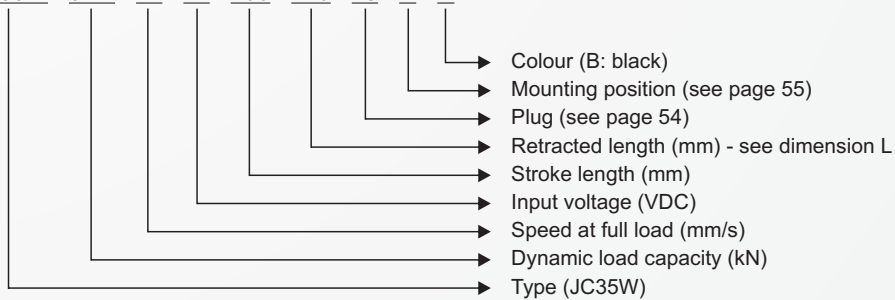 Colour (B: black)
Mounting position (see page 55)
Plug (see page 54)
Retracted length (mm) - see dimension L
Stroke length (mm)
Input voltage (VDC)
Speed at full load (mm/s)
Dynamic load capacity (kN)
Type (JC35W)